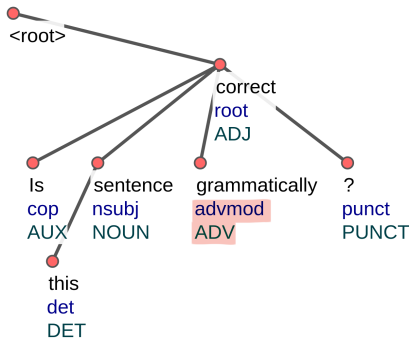 <root>
correct
root
ADJ
Is
cop
AUX
sentence
nsubj
NOUN
grammatically
advmod
ADV
?
punct
PUNCT
this
det
DET